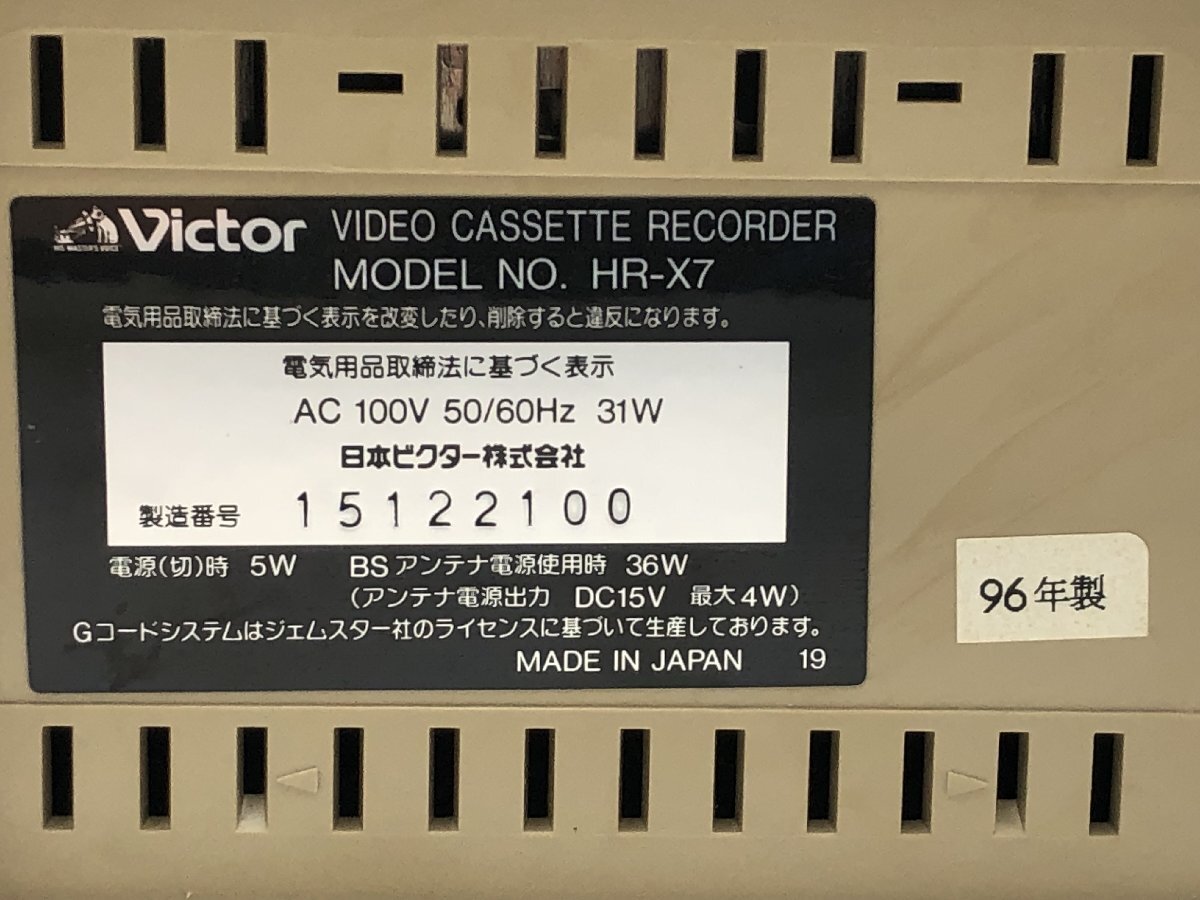 HIS MASTER'S VOICE
Victor VIDEO CASSETTE RECORDER
MODEL NO. HR-X7
電気用品取締法に基づく表示を改変したり、削除すると違反になります。
電気用品取締法に基づく表示
AC 100V 50/60Hz 31W
日本ビクター株式会社
製造番号 15122100
電源(切)時 5W BSアンテナ電源使用時 36W
(アンテナ電源出力 DC15V 最大4W)
Gコードシステムはジェムスター社のライセンスに基づいて生産しております。
MADE IN JAPAN 19
96年製